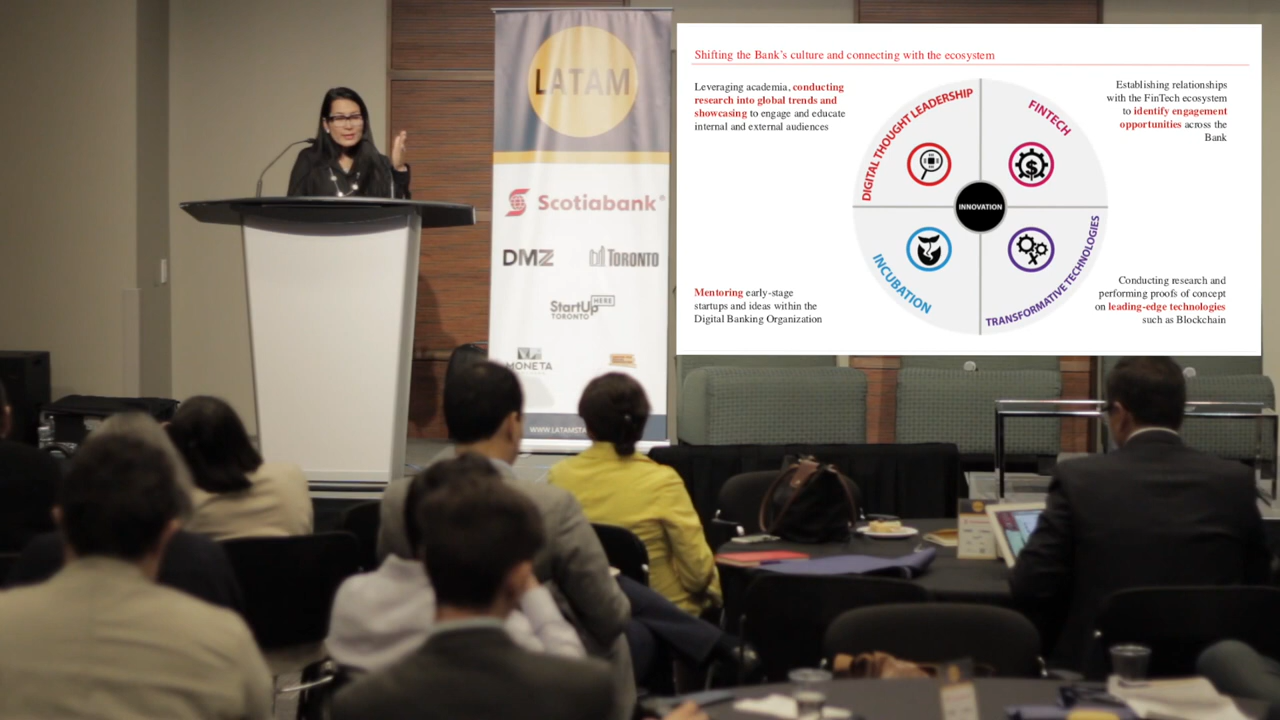 LATAM
Scotiabank®
DMZ
TORONTO
StartUp HERE
TORONTO
MONETA
Shifting the Bank's culture and connecting with the ecosystem
Leveraging academia, conducting
research into global trends and
showcasing to engage and educate
internal and external audiences
Establishing relationships
with the FinTech ecosystem
to identify engagement
opportunities across the
Bank
DIGITAL THOUGHT LEADERSHIP
FINTECH
INNOVATION
INCUBATION
TRANSFORMATIVE TECHNOLOGIES
Mentoring early-stage
startups and ideas within the
Digital Banking Organization
Conducting research and
performing proofs of concept
on leading-edge technologies
such as Blockchain